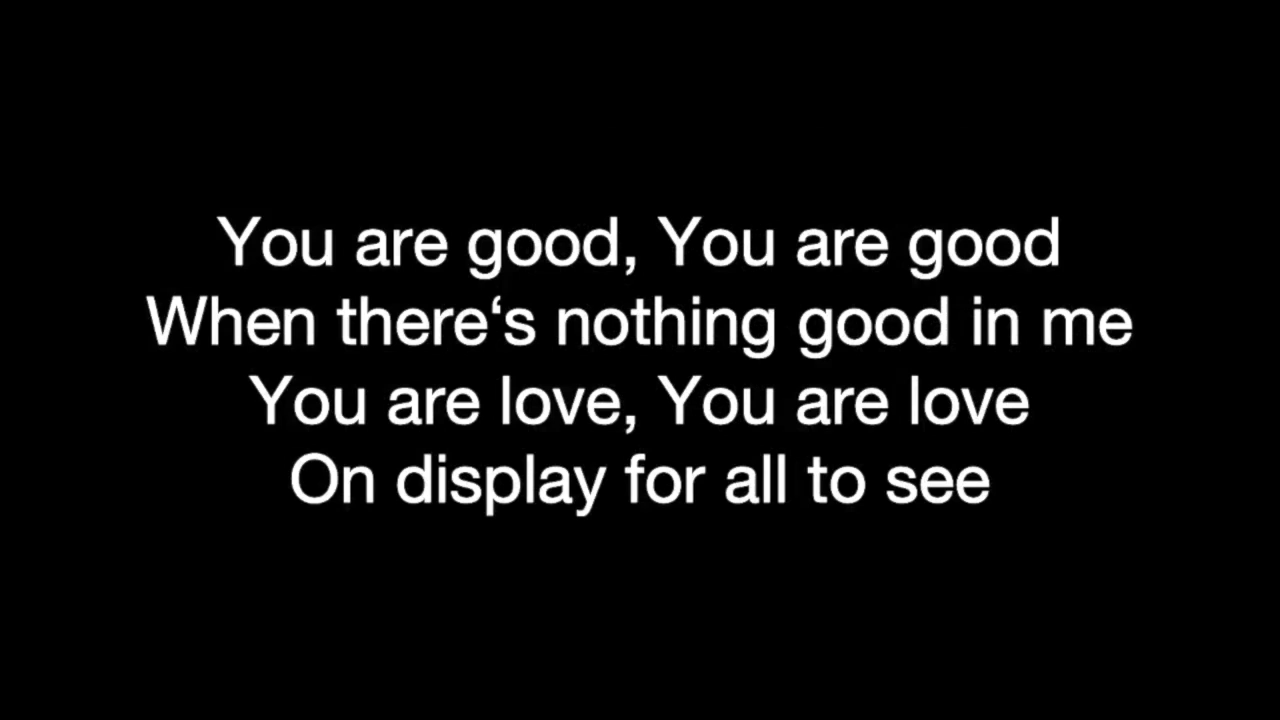 You are good, You are good
When there‘s nothing good in me
You are love, You are love
On display for all to see